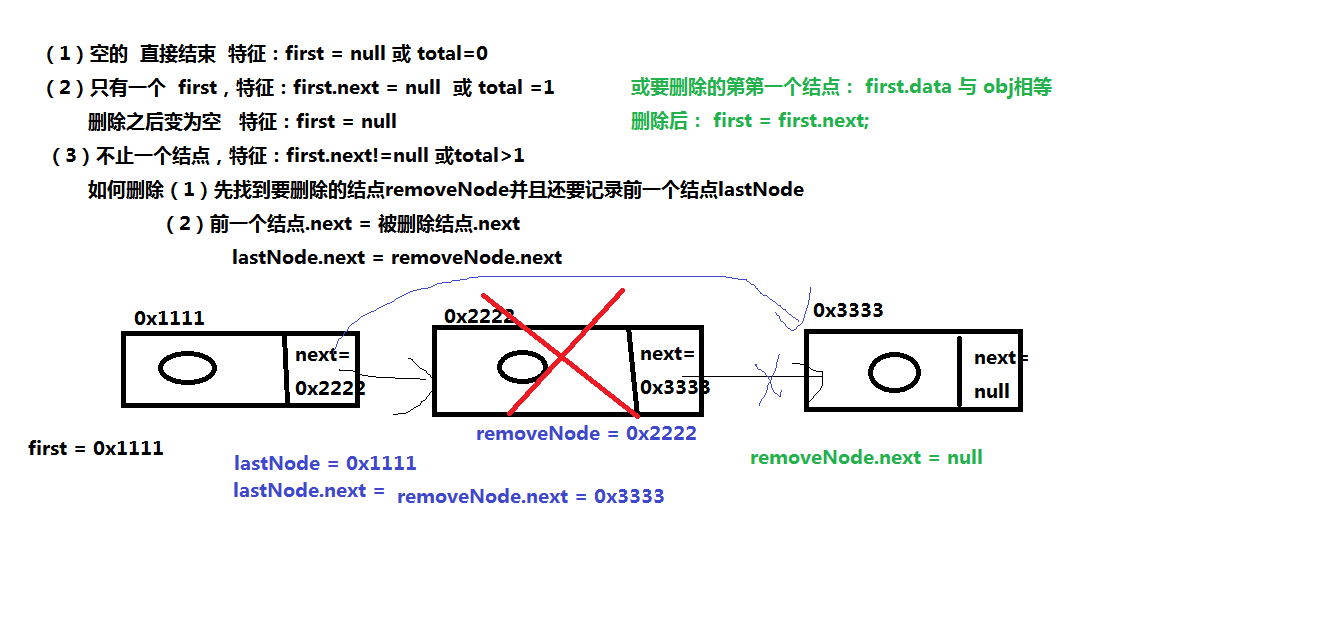 （1）空的 直接结束 特征：first = null 或 total=0
（2）只有一个 first，特征：first.next = null 或 total =1
或要删除的第第一个结点： first.data 与 obj相等
删除之后变为空 特征：first = null
删除后： first = first.next;
（3）不止一个结点，特征：first.next!=null 或total>1
如何删除（1）先找到要删除的结点removeNode并且还要记录前一个结点lastNode
（2）前一个结点.next = 被删除结点.next
lastNode.next = removeNode.next
0x1111
0x2222
0x3333
next=
0x2222
next=
0x3333
next=
null
first = 0x1111
removeNode = 0x2222
lastNode = 0x1111
lastNode.next = removeNode.next = 0x3333
removeNode.next = null